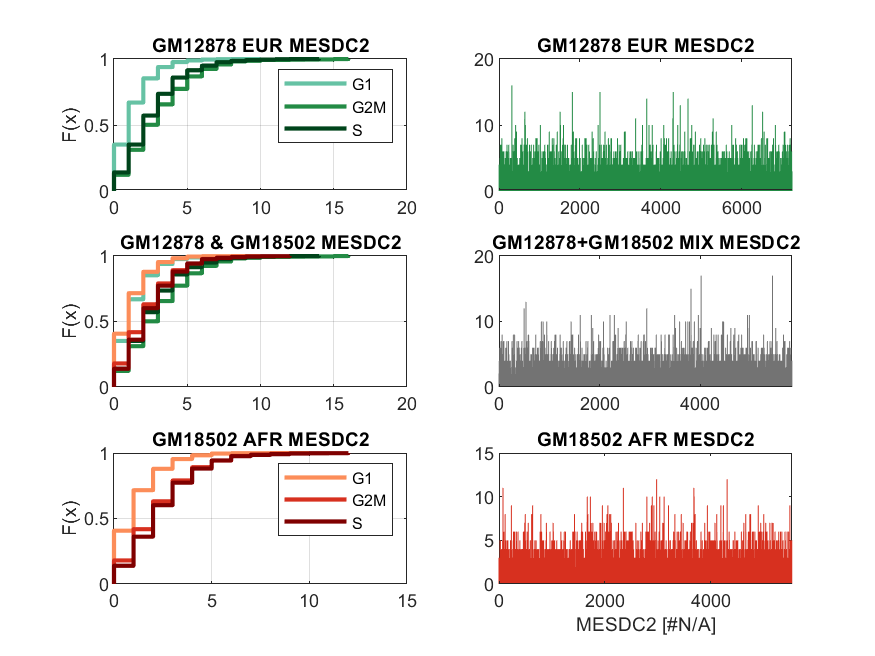 GM12878 EUR MESDC2
F(x)
1
0.5
0
0 5 10 15 20
G1
G2M
S
GM12878 EUR MESDC2
20
10
0
0 2000 4000 6000
GM12878 & GM18502 MESDC2
F(x)
1
0.5
0
0 5 10 15 20
GM12878+GM18502 MIX MESDC2
20
10
0
0 2000 4000
GM18502 AFR MESDC2
F(x)
1
0.5
0
0 5 10 15
G1
G2M
S
GM18502 AFR MESDC2
15
10
5
0
0 2000 4000
MESDC2 [#N/A]